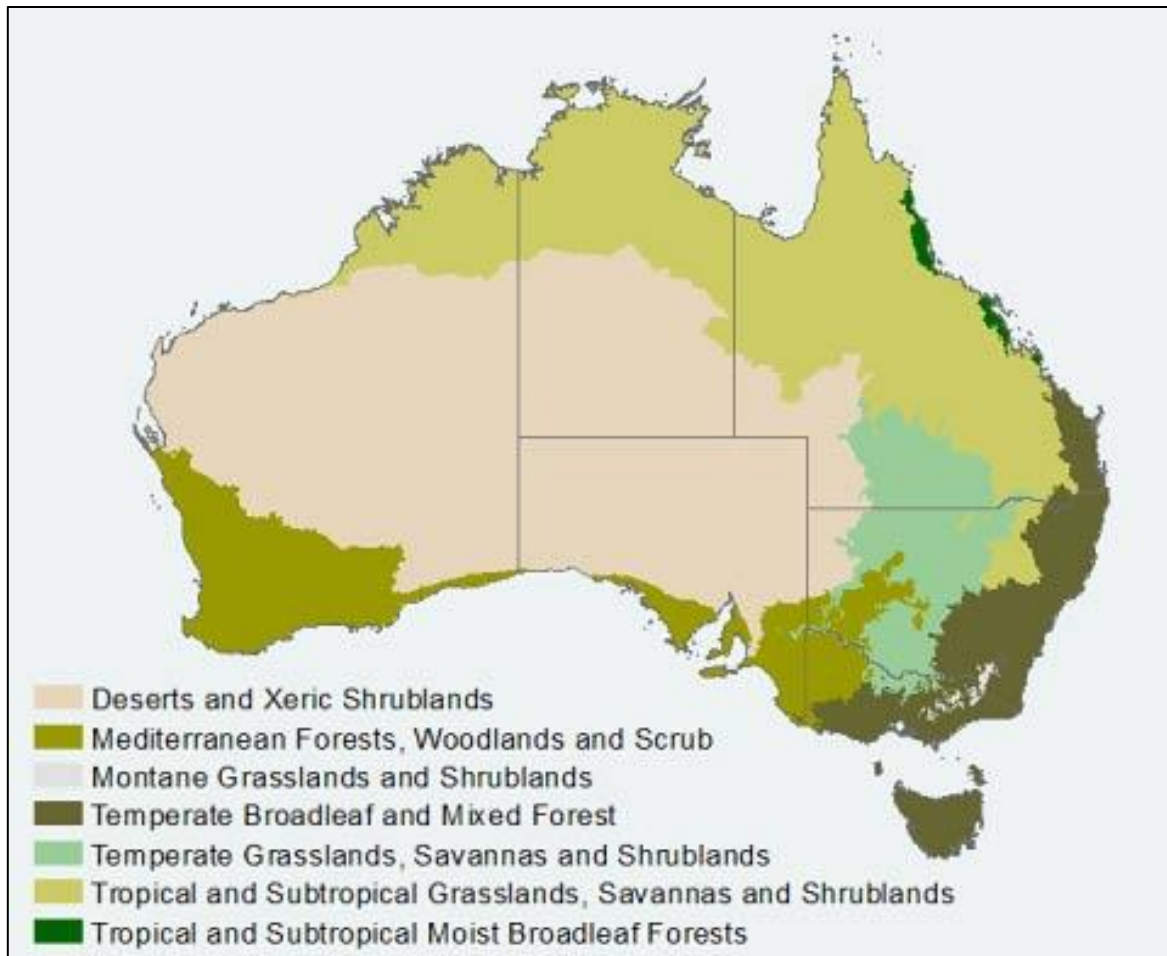 Deserts and Xeric Shrublands
Mediterranean Forests, Woodlands and Scrub
Montane Grasslands and Shrublands
Temperate Broadleaf and Mixed Forest
Temperate Grasslands, Savannas and Shrublands
Tropical and Subtropical Grasslands, Savannas and Shrublands
Tropical and Subtropical Moist Broadleaf Forests